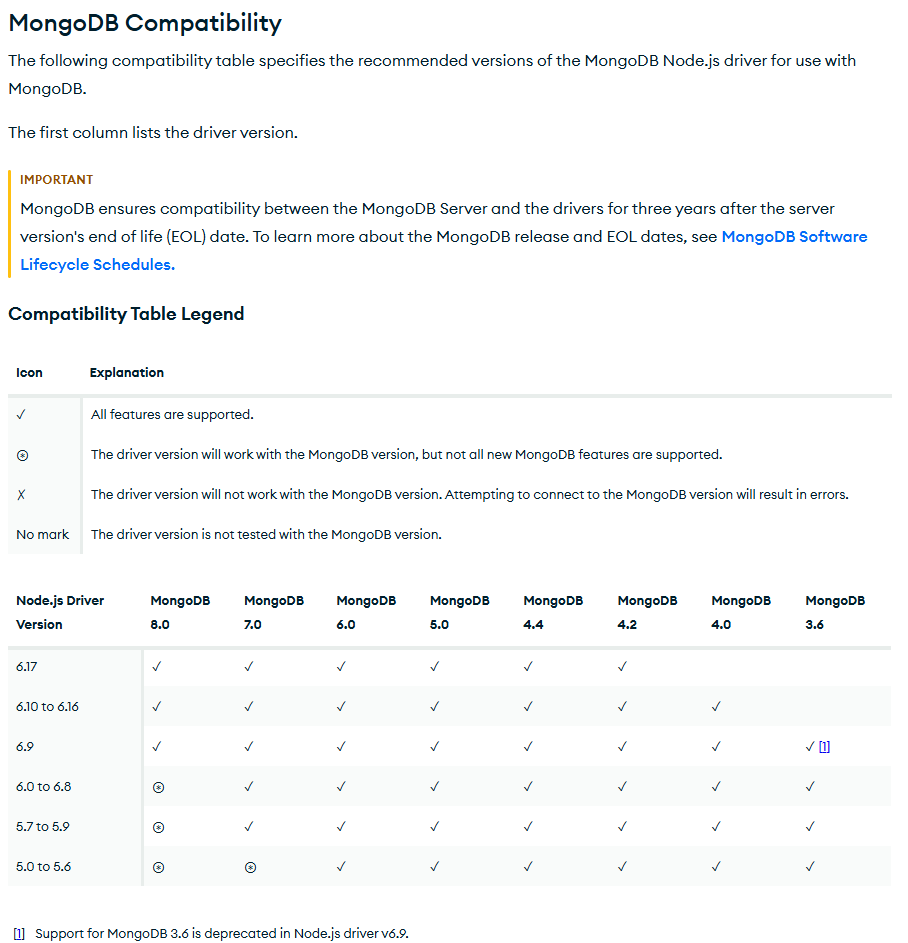 MongoDB Compatibility
The following compatibility table specifies the recommended versions of the MongoDB Node.js driver for use with
MongoDB.
The first column lists the driver version.
IMPORTANT
MongoDB ensures compatibility between the MongoDB Server and the drivers for three years after the server
version's end of life (EOL) date. To learn more about the MongoDB release and EOL dates, see MongoDB Software
Lifecycle Schedules.
Compatibility Table Legend
Icon Explanation
✓ All features are supported.
⊛ The driver version will work with the MongoDB version, but not all new MongoDB features are supported.
✗ The driver version will not work with the MongoDB version. Attempting to connect to the MongoDB version will result in errors.
No mark The driver version is not tested with the MongoDB version.
Node.js Driver MongoDB MongoDB MongoDB MongoDB MongoDB MongoDB MongoDB MongoDB
Version 8.0 7.0 6.0 5.0 4.4 4.2 4.0 3.6
6.17 ✓ ✓ ✓ ✓ ✓ ✓
6.10 to 6.16 ✓ ✓ ✓ ✓ ✓ ✓ ✓
6.9 ✓ ✓ ✓ ✓ ✓ ✓ ✓ ✓ [1]
6.0 to 6.8 ⊛ ✓ ✓ ✓ ✓ ✓ ✓ ✓
5.7 to 5.9 ⊛ ✓ ✓ ✓ ✓ ✓ ✓ ✓
5.0 to 5.6 ⊛ ⊛ ✓ ✓ ✓ ✓ ✓ ✓
[1] Support for MongoDB 3.6 is deprecated in Node.js driver v6.9.